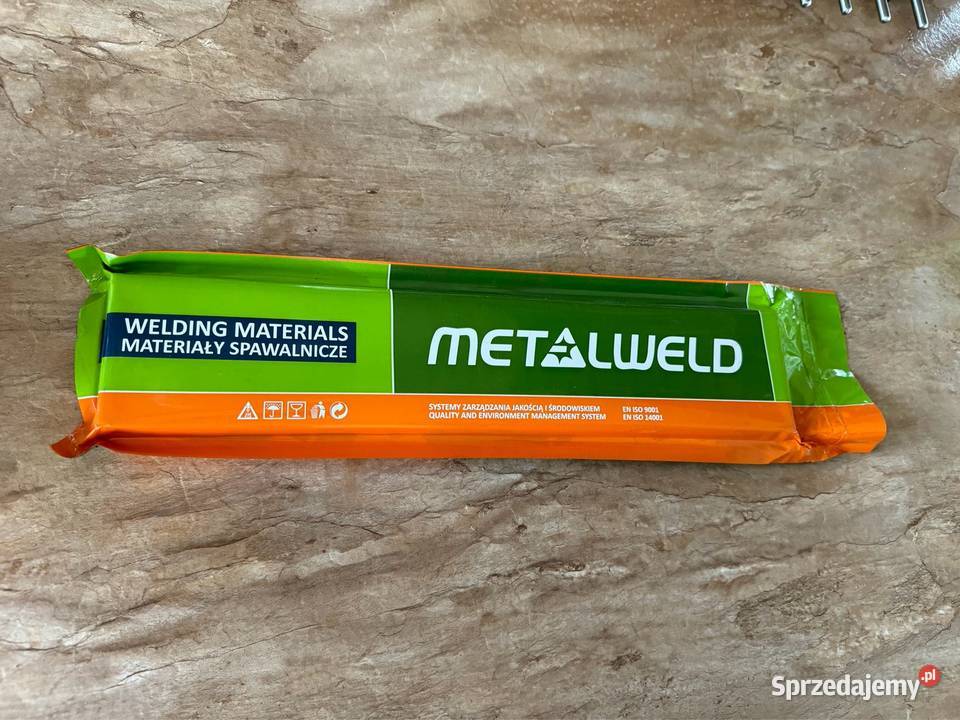 WELDING MATERIALS
MATERIAŁY SPAWALNICZE
METALWELD
SYSTEMY ZARZĄDZANIA JAKOŚCIĄ I ŚRODOWISKIEM EN ISO 9001
QUALITY AND ENVIRONMENT MANAGEMENT SYSTEM EN ISO 14001
Sprzedajemy.pl